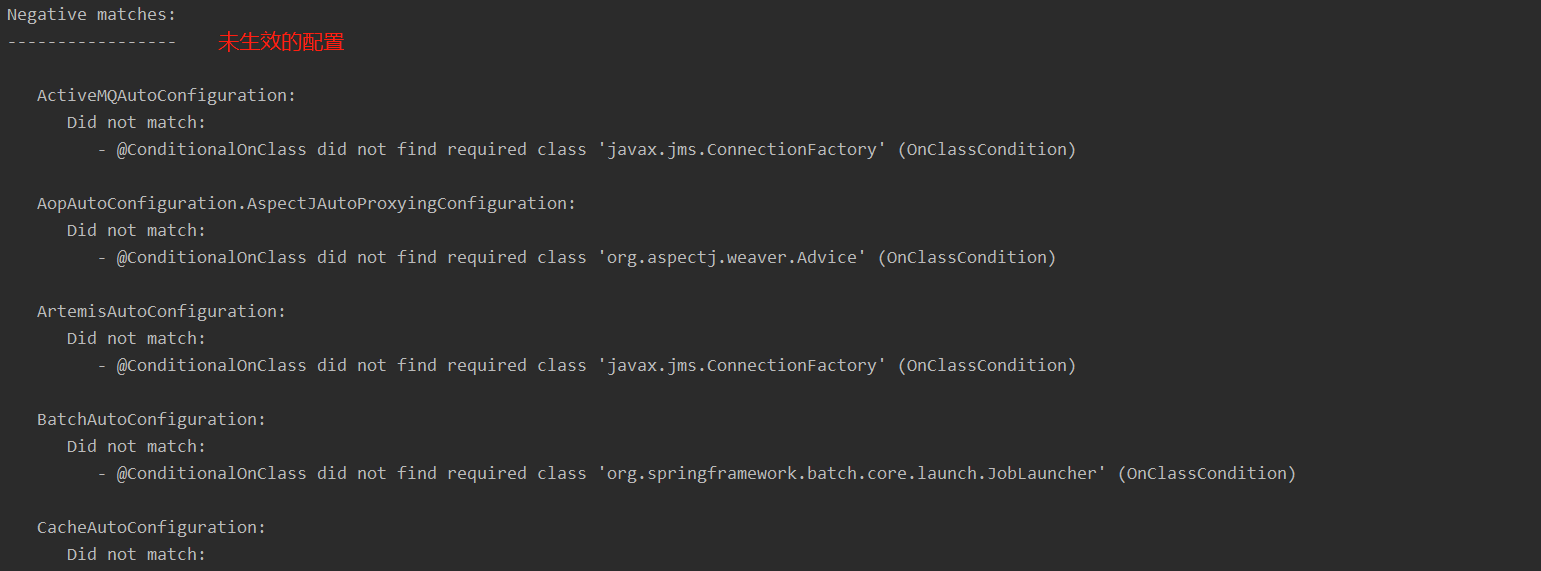 Negative matches:
-----------------    未生效的配置
ActiveMQAutoConfiguration:
Did not match:
- @ConditionalOnClass did not find required class 'javax.jms.ConnectionFactory' (OnClassCondition)
AopAutoConfiguration.AspectJAutoProxyingConfiguration:
Did not match:
- @ConditionalOnClass did not find required class 'org.aspectj.weaver.Advice' (OnClassCondition)
ArtemisAutoConfiguration:
Did not match:
- @ConditionalOnClass did not find required class 'javax.jms.ConnectionFactory' (OnClassCondition)
BatchAutoConfiguration:
Did not match:
- @ConditionalOnClass did not find required class 'org.springframework.batch.core.launch.JobLauncher' (OnClassCondition)
CacheAutoConfiguration:
Did not match: